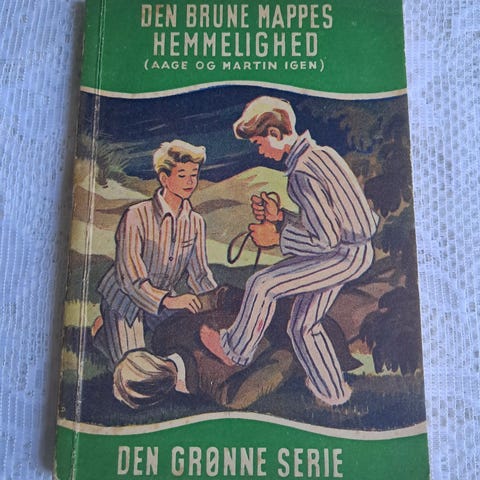 DEN BRUNE MAPPES
HEMMELIGHED
(AAGE OG MARTIN IGEN)
DEN GRØNNE SERIE